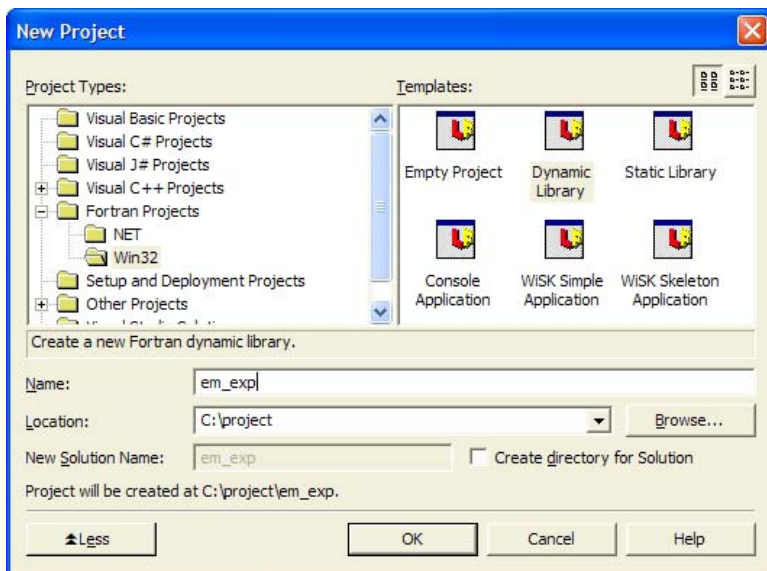 New Project
Project Types:
Templates:
Visual Basic Projects
Visual C# Projects
Visual J# Projects
Visual C++ Projects
Fortran Projects
NET
Win32
Setup and Deployment Projects
Other Projects
Empty Project
Dynamic
Library
Static Library
Console
Application
WiSK Simple
Application
WiSK Skeleton
Application
Create a new Fortran dynamic library.
Name:
em_exp
Location:
C:\project
Browse...
New Solution Name:
em_exp
Create directory for Solution
Project will be created at C:\project\em_exp.
Less
OK
Cancel
Help